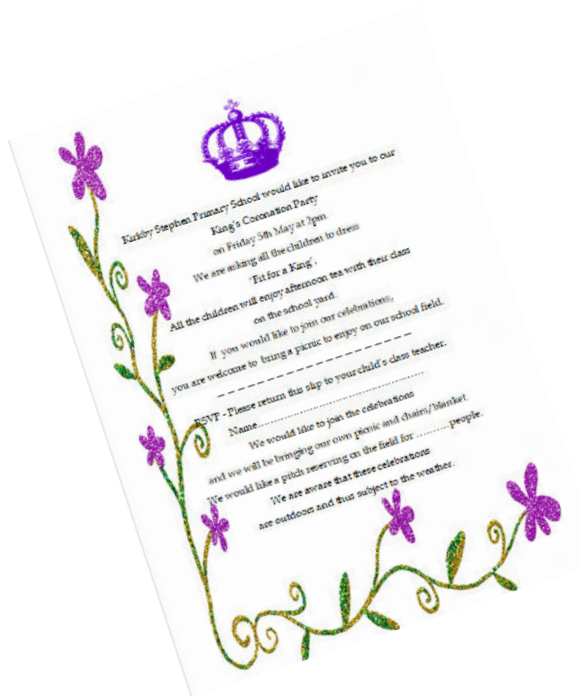 Kirkby Stephen Primary School would like to invite you to our
King's Coronation Party
on Friday 5th May at 2pm.
We are asking all the children to dress
'Fit for a King'.
All the children will enjoy afternoon tea with their class
on the school yard.
If you would like to join our celebrations,
you are welcome to bring a picnic to enjoy on our school field.
RSVP - Please return this slip to your child's class teacher.
Name..........................................................
We would like to join the celebrations
and we will be bringing our own picnic and chairs/blanket.
We would like a pitch reserving on the field for ............people.
We are aware that these celebrations
are outdoors and thus subject to the weather.